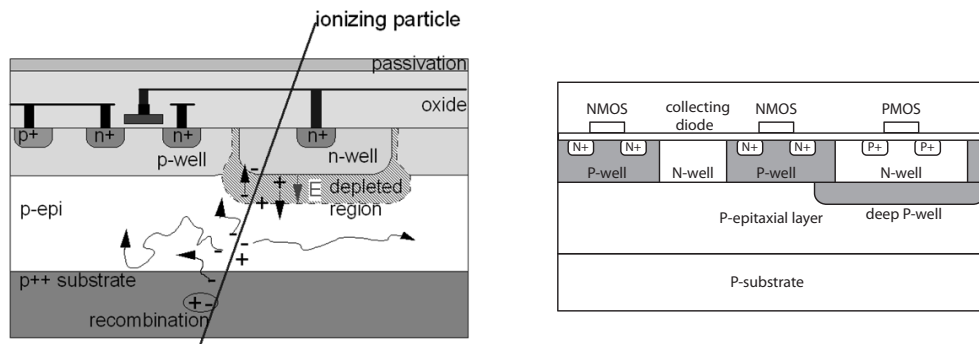 ionizing particle
passivation
oxide
p+ n+ n+ n+
p-well n-well
- +
- + E depleted
region
p-epi
-
-
+
-
p++ substrate
+ -
recombination
NMOS collecting NMOS PMOS
diode
N+ N+ N+ N+ P+ P+
P-well N-well P-well N-well
P-epitaxial layer deep P-well
P-substrate